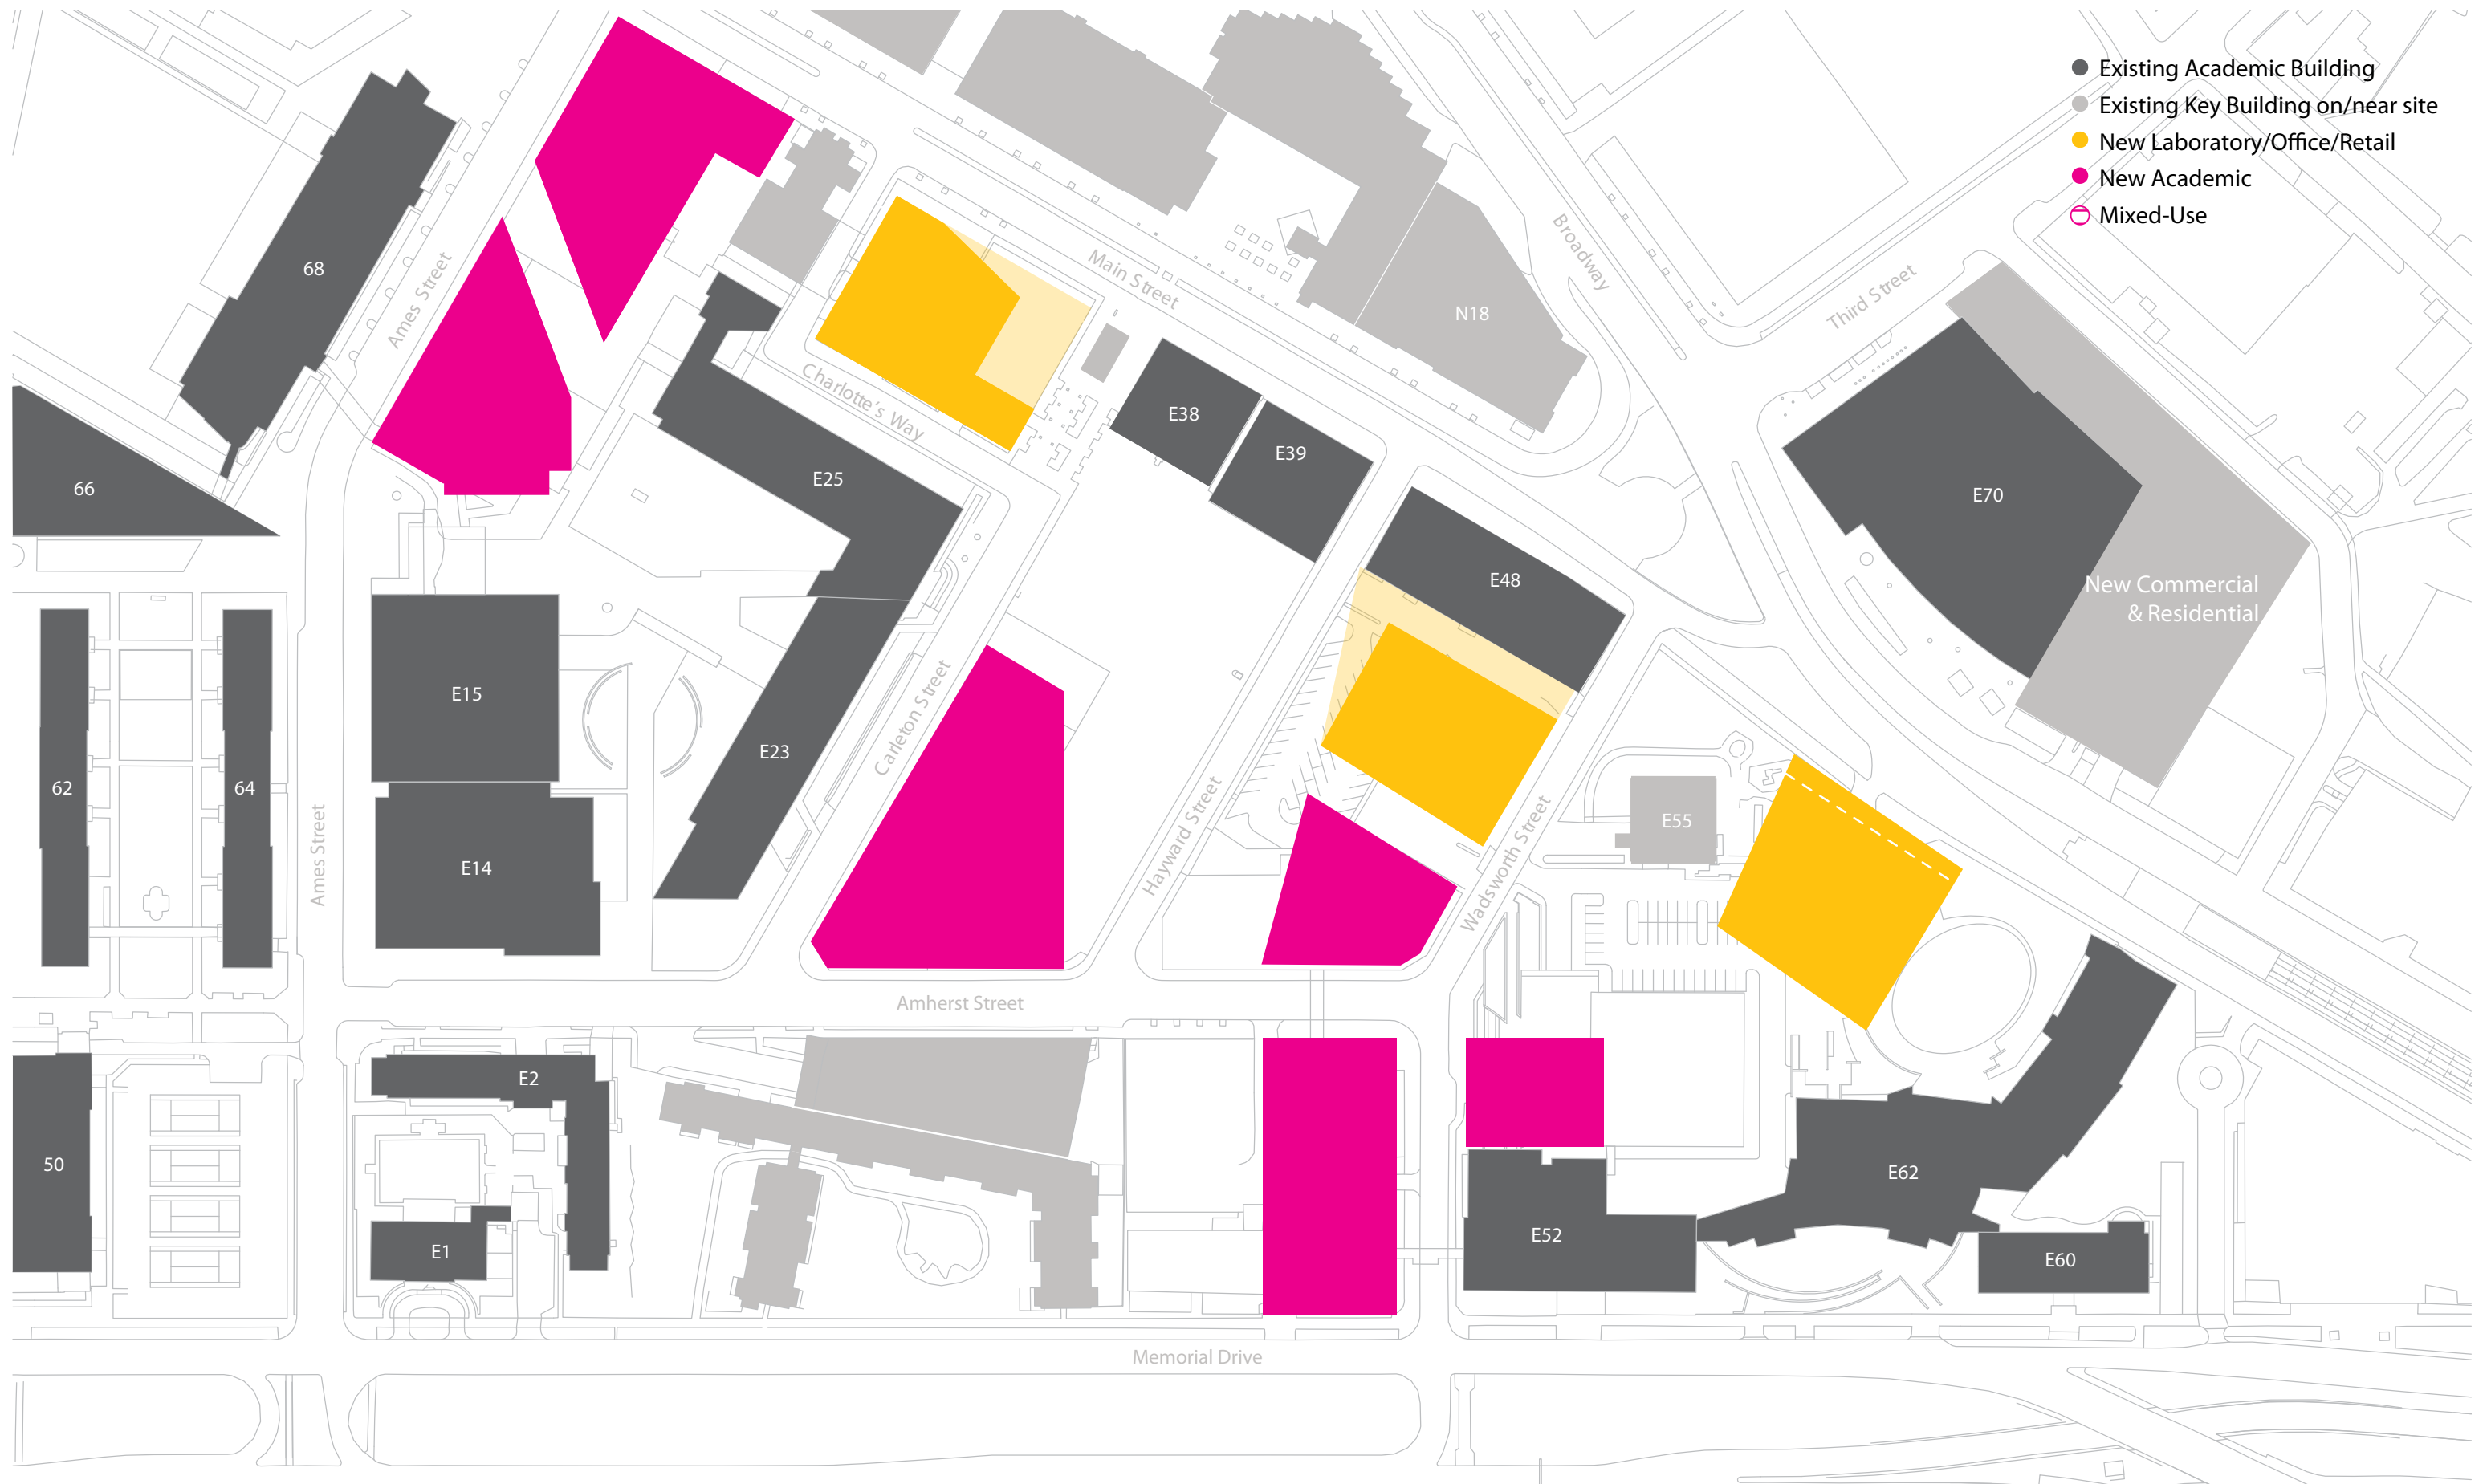 Existing Academic Building
Existing Key Building on/near site
New Laboratory/Office/Retail
New Academic
Mixed-Use
Broadway
Third Street
Main Street
Ames Street
68
N18
Charlotte's Way
E38
E39
E25
66
E70
E48
New Commercial
& Residential
E15
Carleton Street
E23
62
64
Hayward Street
Wadsworth Street
E55
Ames Street
E14
Amherst Street
E2
50
E62
E52
E1
E60
Memorial Drive